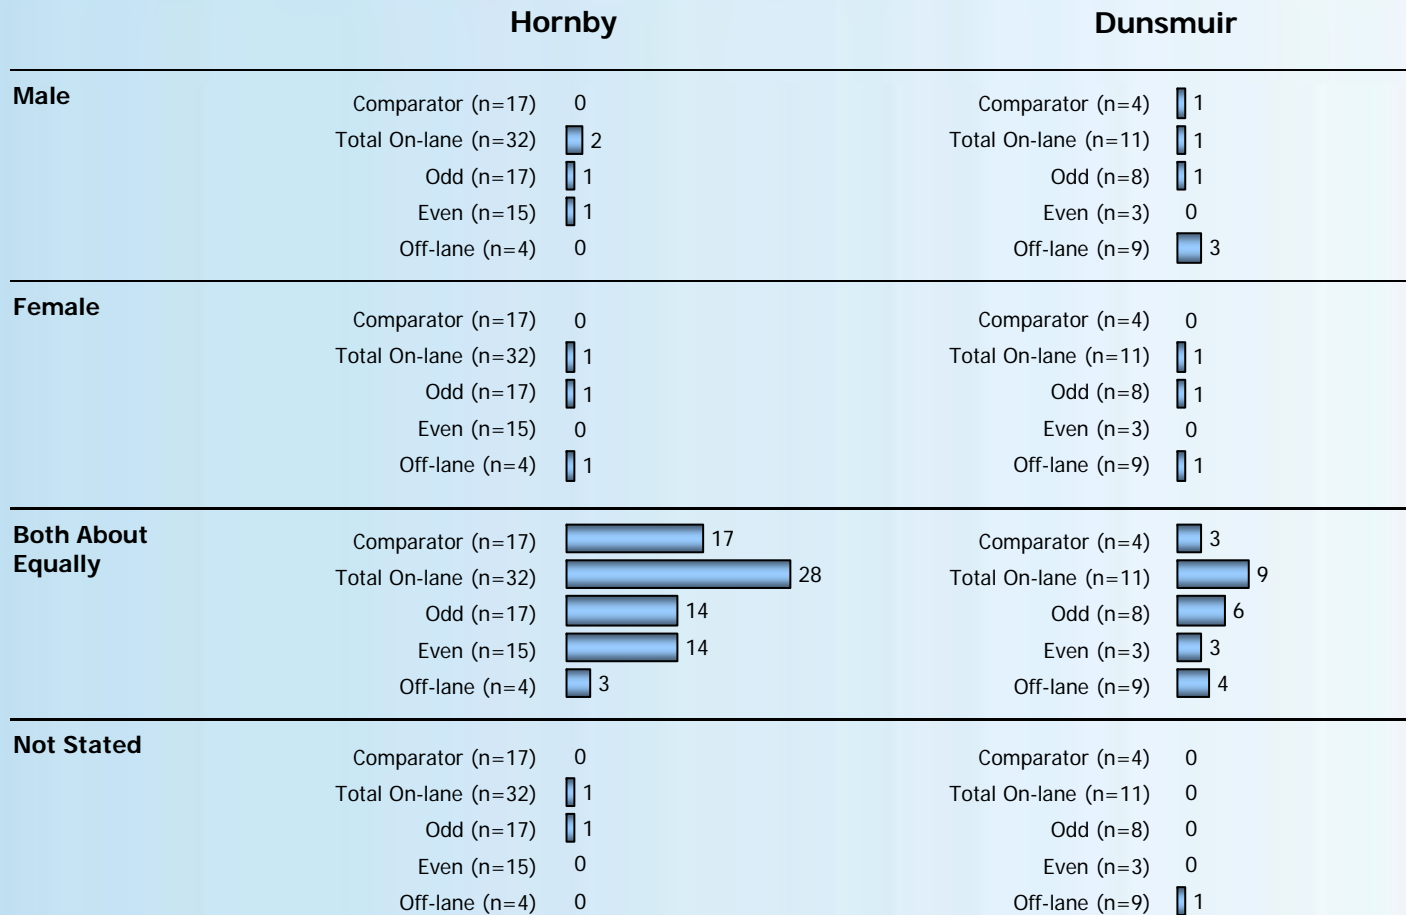 Hornby Dunsmuir
Male
Comparator (n=17) 0 Comparator (n=4) 1
Total On-lane (n=32) 2 Total On-lane (n=11) 1
Odd (n=17) 1 Odd (n=8) 1
Even (n=15) 1 Even (n=3) 0
Off-lane (n=4) 0 Off-lane (n=9) 3
Female
Comparator (n=17) 0 Comparator (n=4) 0
Total On-lane (n=32) 1 Total On-lane (n=11) 1
Odd (n=17) 1 Odd (n=8) 1
Even (n=15) 0 Even (n=3) 0
Off-lane (n=4) 1 Off-lane (n=9) 1
Both About
Equally
Comparator (n=17) 17 Comparator (n=4) 3
Total On-lane (n=32) 28 Total On-lane (n=11) 9
Odd (n=17) 14 Odd (n=8) 6
Even (n=15) 14 Even (n=3) 3
Off-lane (n=4) 3 Off-lane (n=9) 4
Not Stated
Comparator (n=17) 0 Comparator (n=4) 0
Total On-lane (n=32) 1 Total On-lane (n=11) 0
Odd (n=17) 1 Odd (n=8) 0
Even (n=15) 0 Even (n=3) 0
Off-lane (n=4) 0 Off-lane (n=9) 1